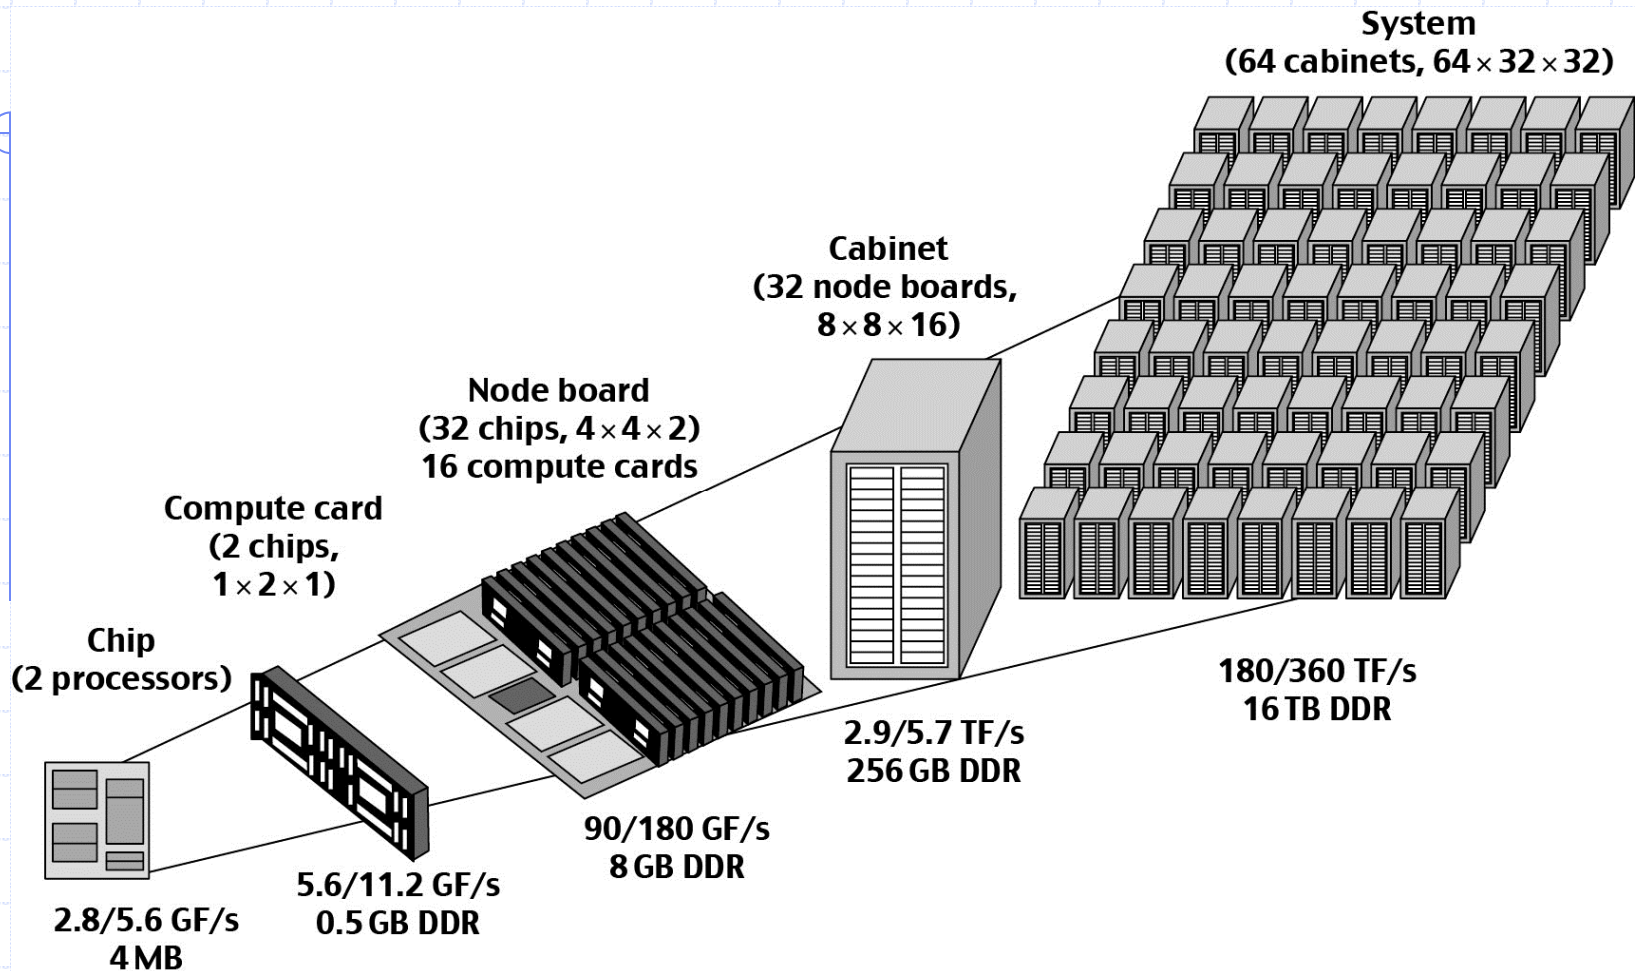 System
(64 cabinets, 64×32×32)
Cabinet
(32 node boards,
8×8×16)
Node board
(32 chips, 4×4×2)
16 compute cards
Compute card
(2 chips,
1×2×1)
Chip
(2 processors)
180/360 TF/s
16 TB DDR
2.9/5.7 TF/s
256 GB DDR
90/180 GF/s
8 GB DDR
5.6/11.2 GF/s
0.5 GB DDR
2.8/5.6 GF/s
4 MB